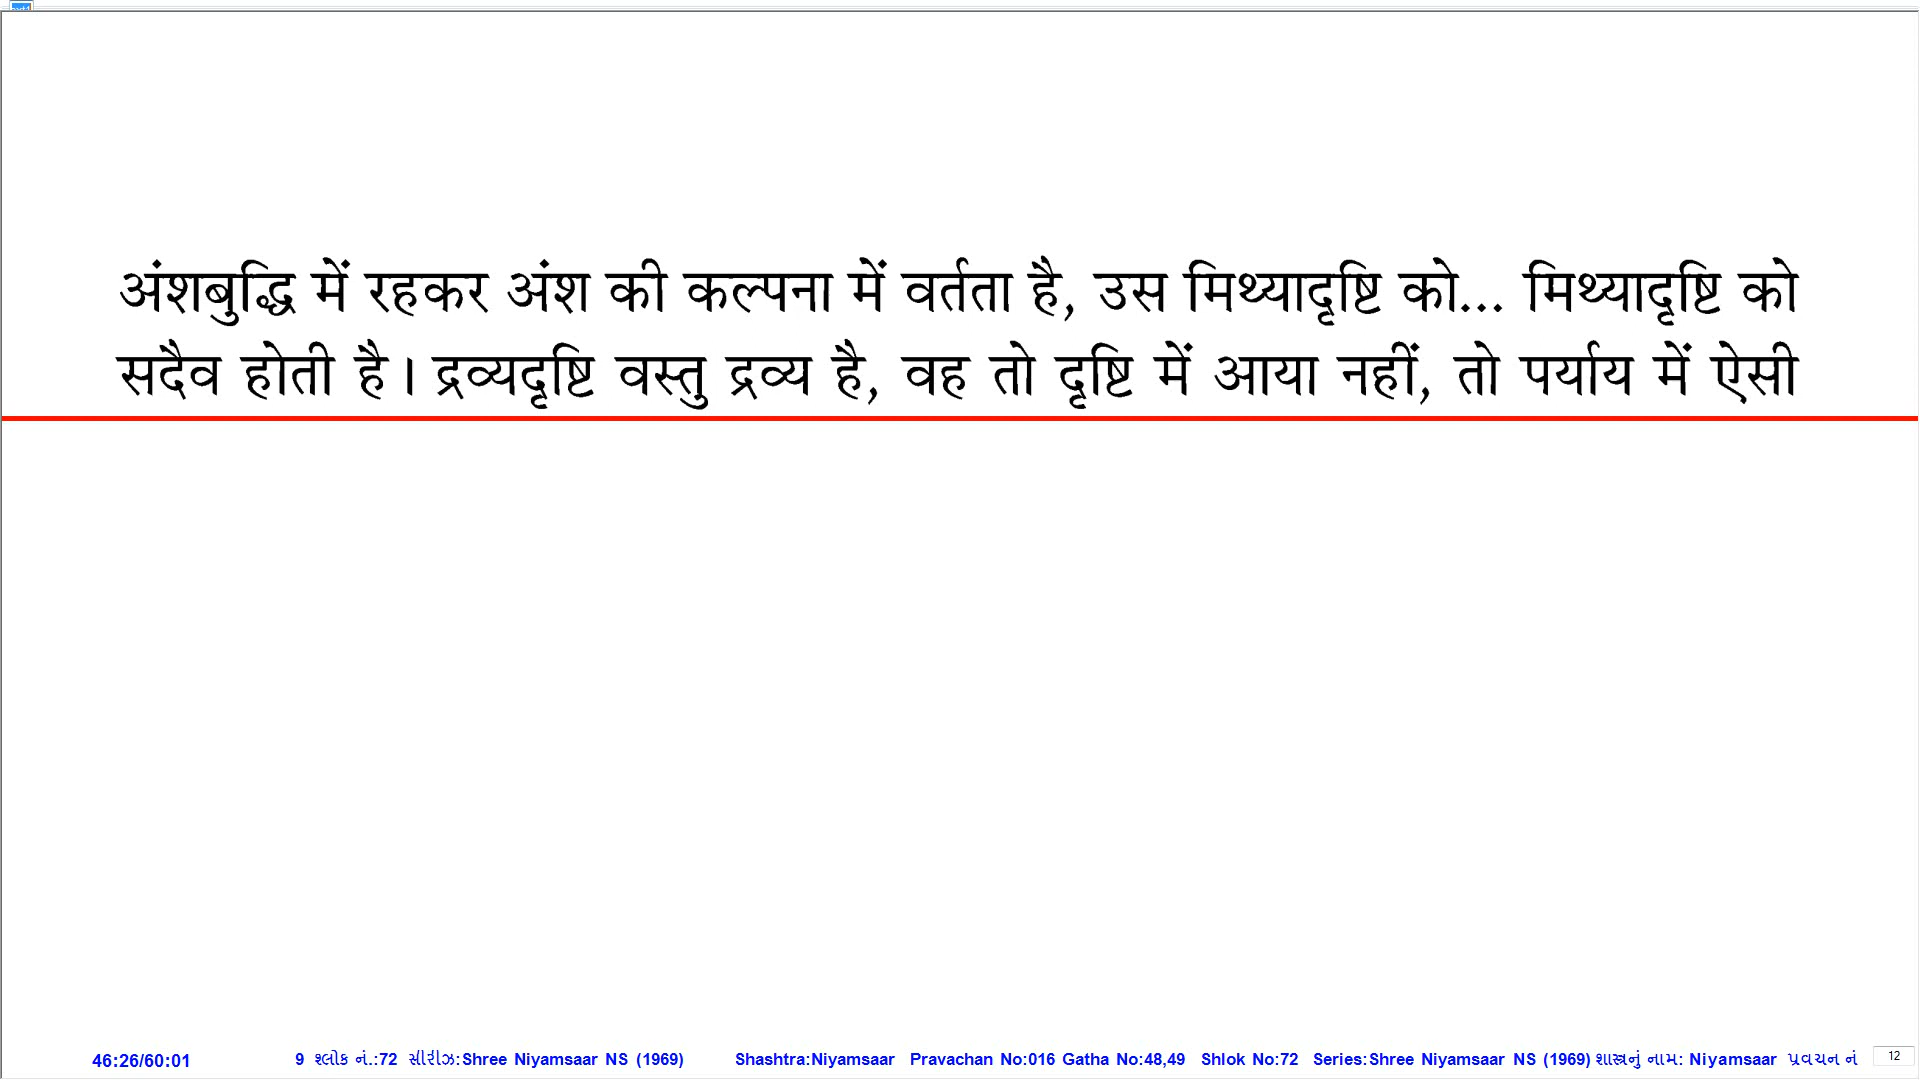 अंशबुद्धि में रहकर अंश की कल्पना में वर्तता है, उस मिथ्यादृष्टि को... मिथ्यादृष्टि को
सदैव होती है। द्रव्यदृष्टि वस्तु द्रव्य है, वह तो दृष्टि में आया नहीं, तो पर्याय में ऐसी
46:26/60:01 9 શ્લોક નં.:72 સીરીઝ:Shree Niyamsaar NS (1969) Shashtra:Niyamsaar Pravachan No:016 Gatha No:48,49 Shlok No:72 Series:Shree Niyamsaar NS (1969) શાસ્ત્રનું નામ: Niyamsaar પ્રવચન નં 12